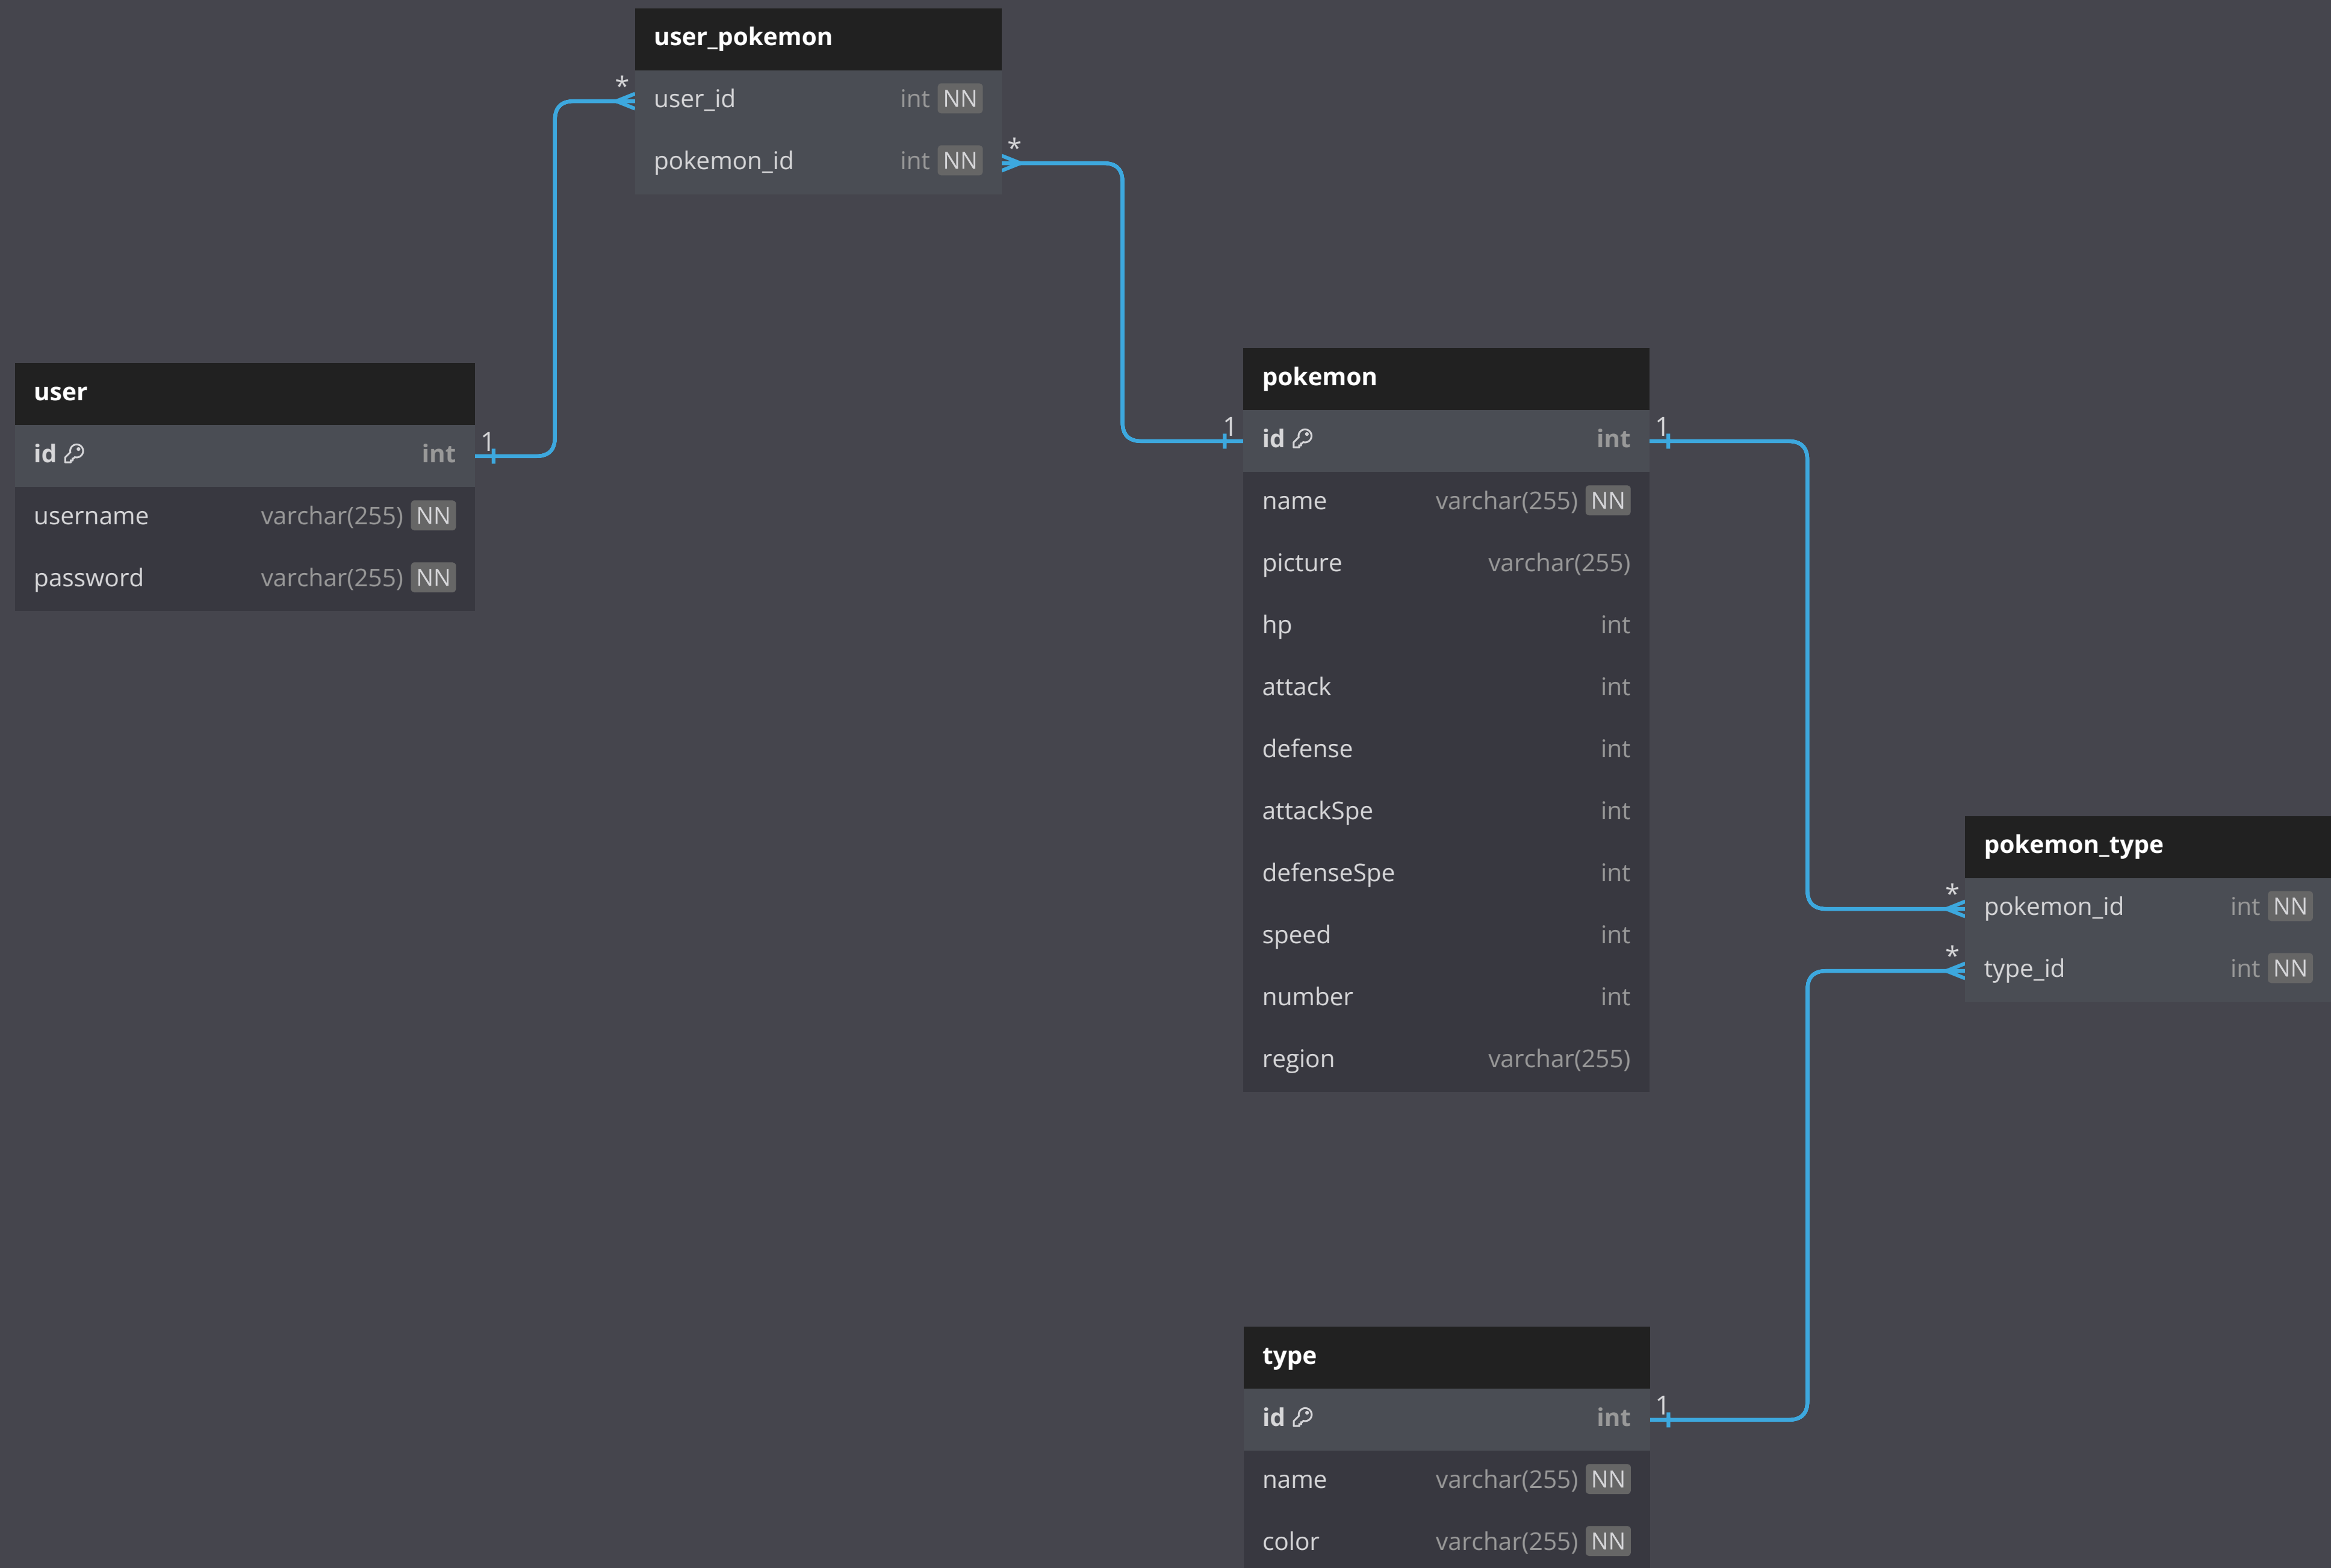 user_pokemon
* user_id int NN
pokemon_id int NN *
user
id int 1
username varchar(255) NN
password varchar(255) NN
pokemon
1 id int 1
name varchar(255) NN
picture varchar(255)
hp int
attack int
defense int
attackSpe int
defenseSpe int
speed int
number int
region varchar(255)
pokemon_type
* pokemon_id int NN
* type_id int NN
type
id int 1
name varchar(255) NN
color varchar(255) NN